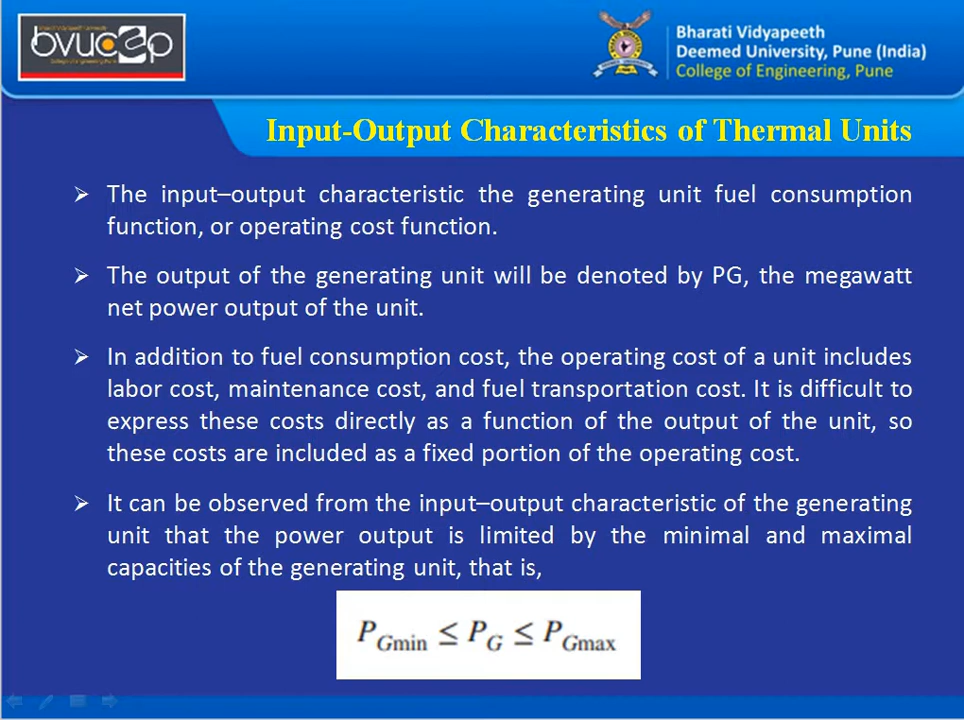 bvucoep
Bharati Vidyapeeth
Deemed University, Pune (India)
College of Engineering, Pune
Input-Output Characteristics of Thermal Units
➢ The input–output characteristic the generating unit fuel consumption
function, or operating cost function.
➢ The output of the generating unit will be denoted by PG, the megawatt
net power output of the unit.
➢ In addition to fuel consumption cost, the operating cost of a unit includes
labor cost, maintenance cost, and fuel transportation cost. It is difficult to
express these costs directly as a function of the output of the unit, so
these costs are included as a fixed portion of the operating cost.
➢ It can be observed from the input–output characteristic of the generating
unit that the power output is limited by the minimal and maximal
capacities of the generating unit, that is,
P_Gmin ≤ P_G ≤ P_Gmax